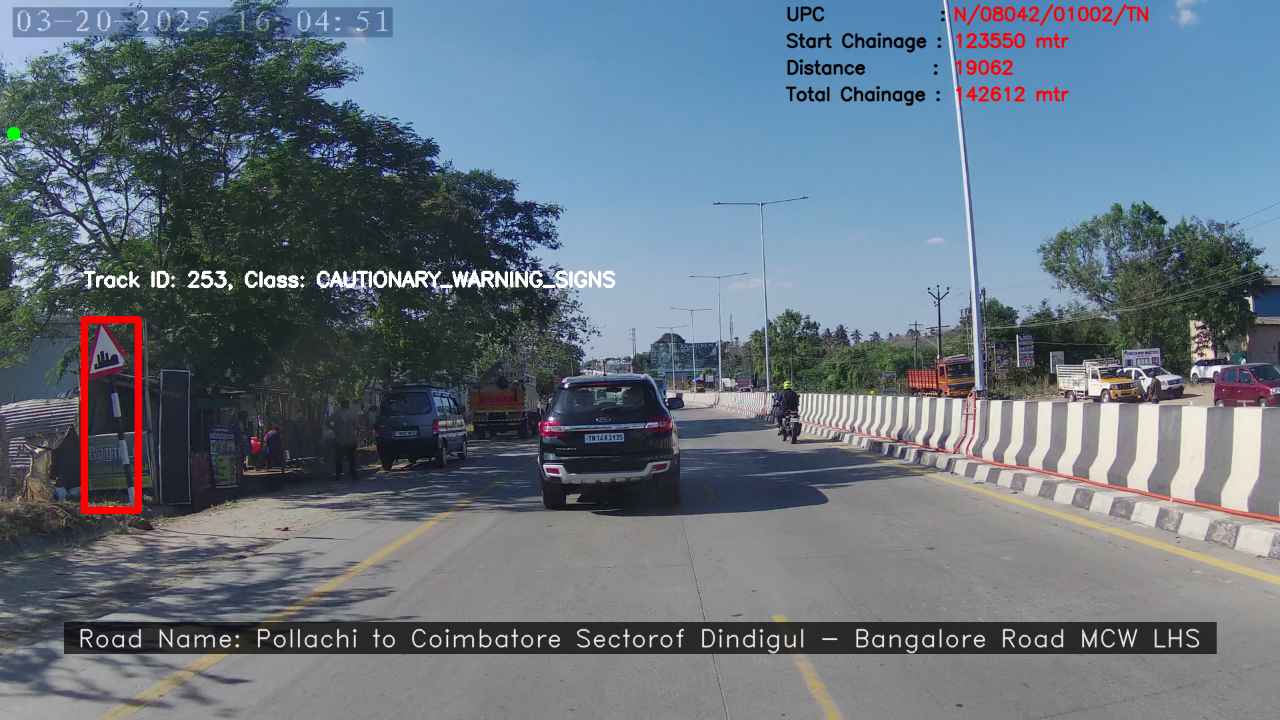 03-20-2025 16:04:51
UPC : N/08042/01002/TN
Start Chainage : 123550 mtr
Distance : 19062
Total Chainage : 142612 mtr
Track ID: 253, Class: CAUTIONARY_WARNING_SIGNS
Road Name: Pollachi to Coimbatore Sectorof Dindigul - Bangalore Road MCW LHS